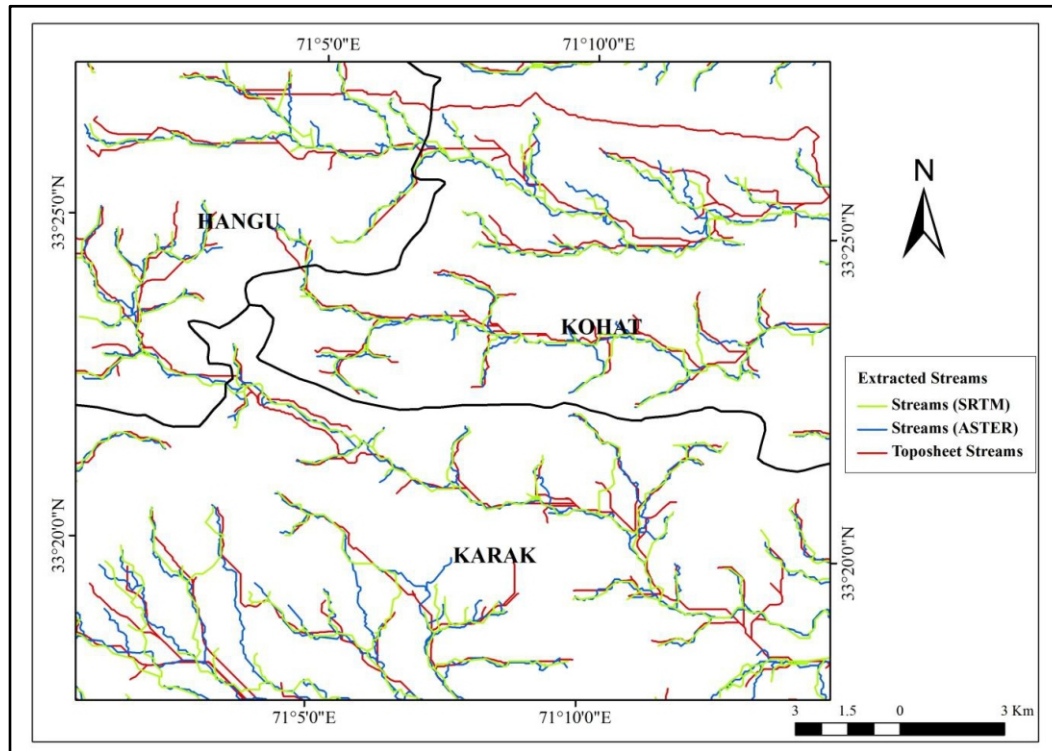 71°5'0"E
71°10'0"E
N
33°25'0"N
HANGU
33°25'0"N
KOHAT
Extracted Streams
Streams (SRTM)
Streams (ASTER)
Toposheet Streams
33°20'0"N
KARAK
33°20'0"N
71°5'0"E
71°10'0"E
3 1.5 0 3 Km